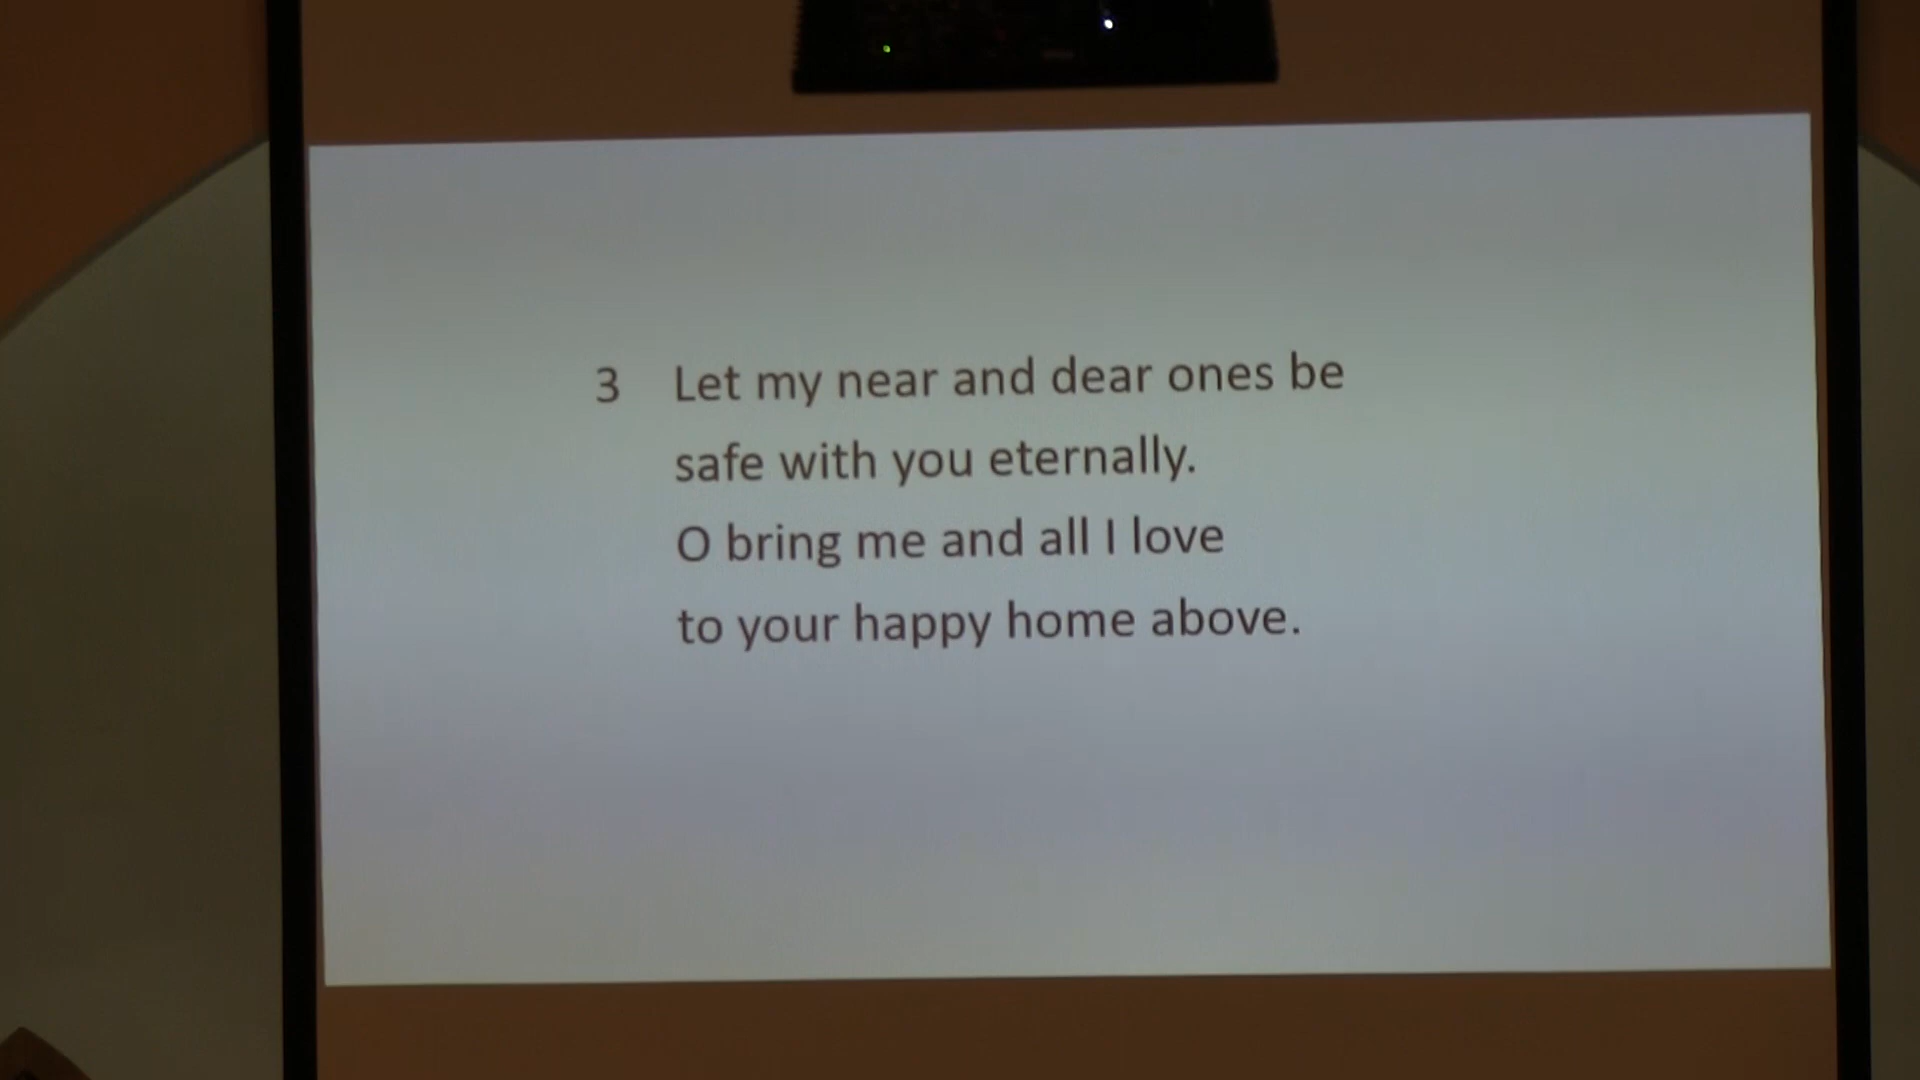 3 Let my near and dear ones be
safe with you eternally.
O bring me and all I love
to your happy home above.